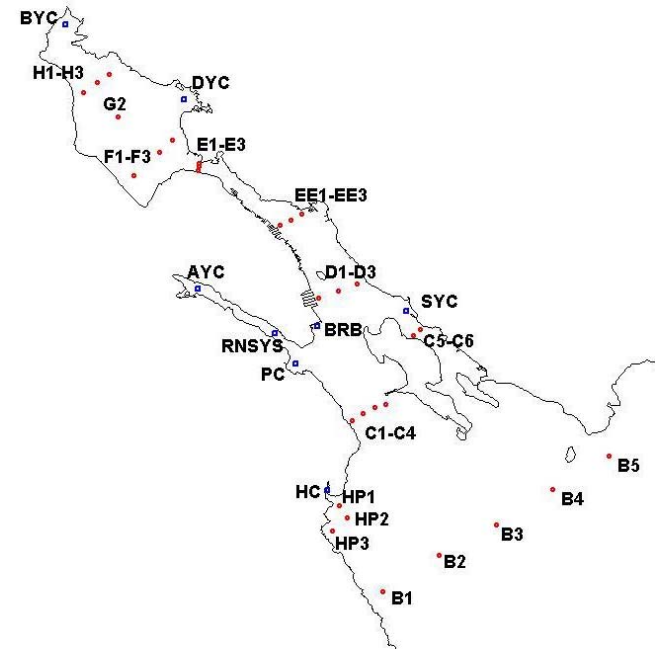 BYC
H1-H3
DYC
G2
E1-E3
F1-F3
EE1-EE3
AYC
D1-D3
SYC
BRB
C5-C6
RNSYS
PC
C1-C4
B5
HC
HP1
B4
HP2
B3
HP3
B2
B1